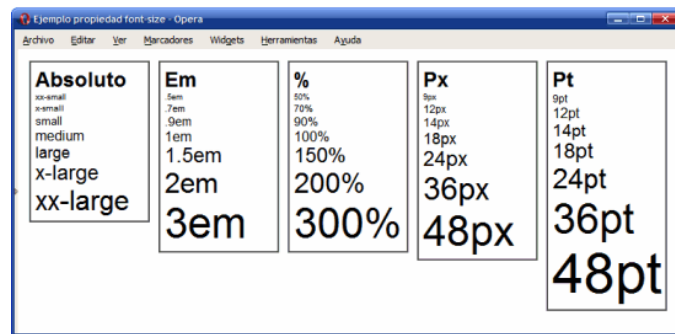 Ejemplo propiedad font-size - Opera
Archivo Editar Ver Marcadores Widgets Herramientas Ayuda
Absoluto
xx-small
x-small
small
medium
large
x-large
xx-large
Em
.5em
.7em
.9em
1em
1.5em
2em
3em
%
50%
70%
90%
100%
150%
200%
300%
Px
9px
12px
14px
18px
24px
36px
48px
Pt
9pt
12pt
14pt
18pt
24pt
36pt
48pt